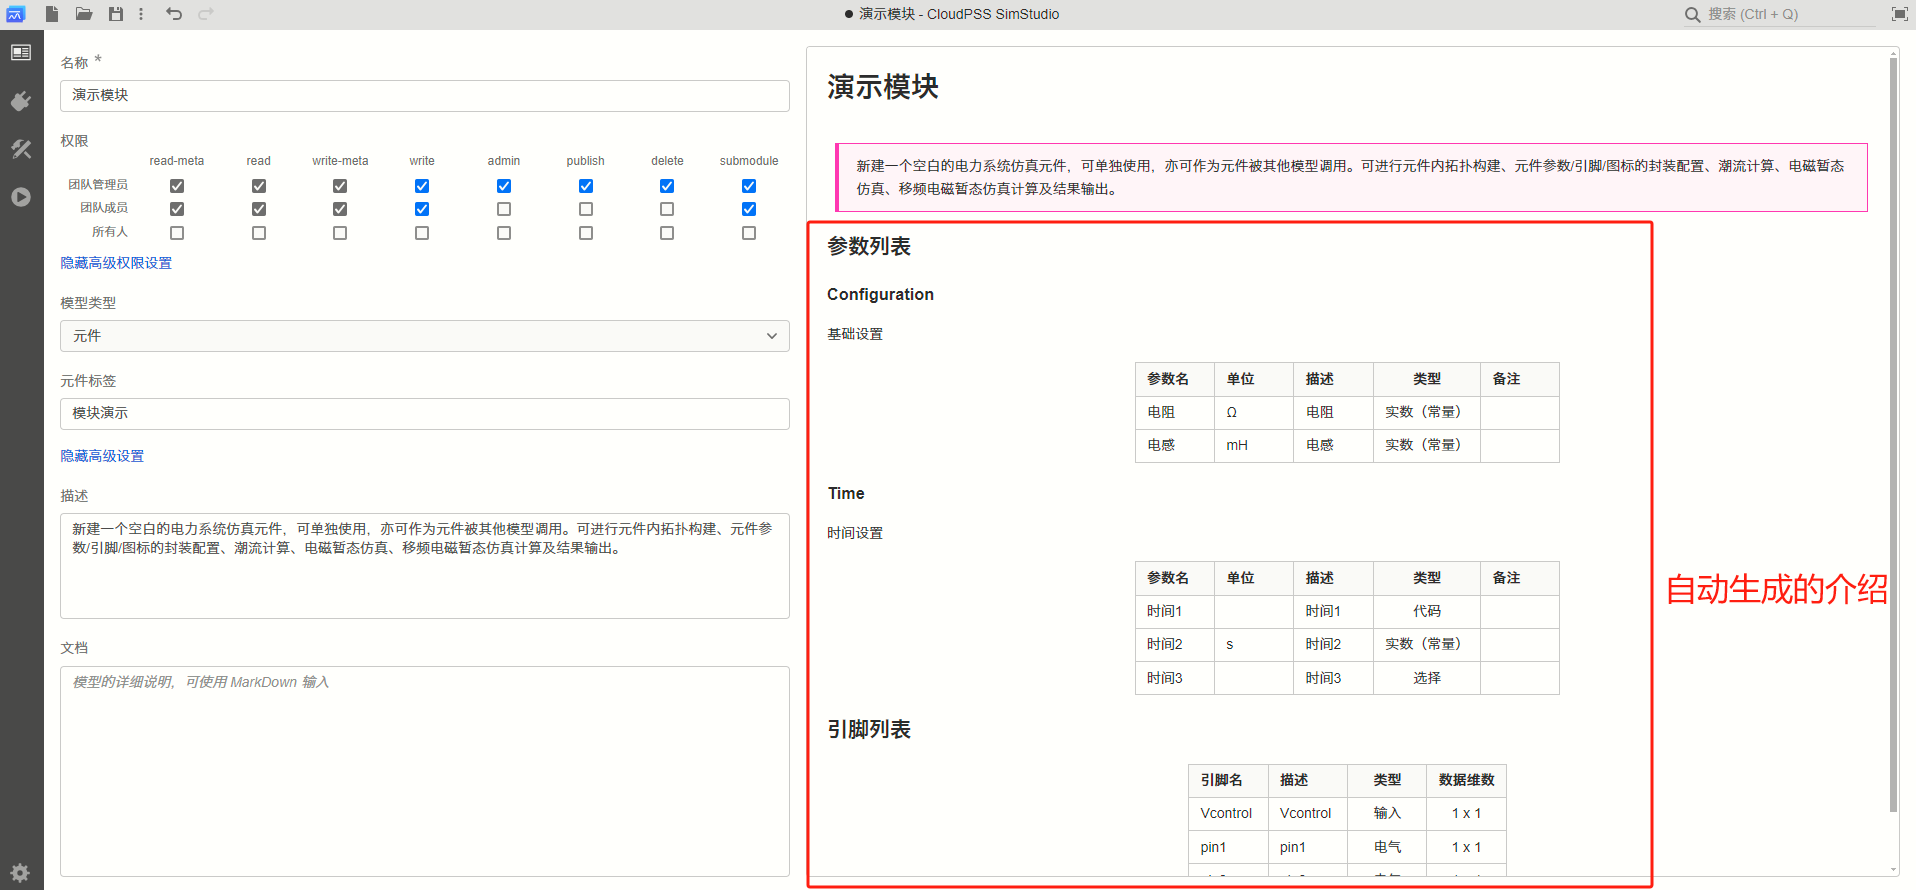 ● 演示模块 - CloudPSS SimStudio
搜索 (Ctrl + Q)
名称 *
演示模块
权限
read-meta read write-meta write admin publish delete submodule
团队管理员
团队成员
所有人
隐藏高级权限设置
模型类型
元件
元件标签
模块演示
隐藏高级设置
描述
新建一个空白的电力系统仿真元件，可单独使用，亦可作为元件被其他模型调用。可进行元件内拓扑构建、元件参
数/引脚/图标的封装配置、潮流计算、电磁暂态仿真、移频电磁暂态仿真计算及结果输出。
文档
模型的详细说明，可使用 MarkDown 输入
演示模块
新建一个空白的电力系统仿真元件，可单独使用，亦可作为元件被其他模型调用。可进行元件内拓扑构建、元件参数/引脚/图标的封装配置、潮流计算、电磁暂态
仿真、移频电磁暂态仿真计算及结果输出。
参数列表
Configuration
基础设置
参数名 单位 描述 类型 备注
电阻 Ω 电阻 实数（常量）
电感 mH 电感 实数（常量）
Time
时间设置
参数名 单位 描述 类型 备注
时间1 时间1 代码
时间2 s 时间2 实数（常量）
时间3 时间3 选择
引脚列表
引脚名 描述 类型 数据维数
Vcontrol Vcontrol 输入 1 x 1
pin1 pin1 电气 1 x 1
自动生成的介绍